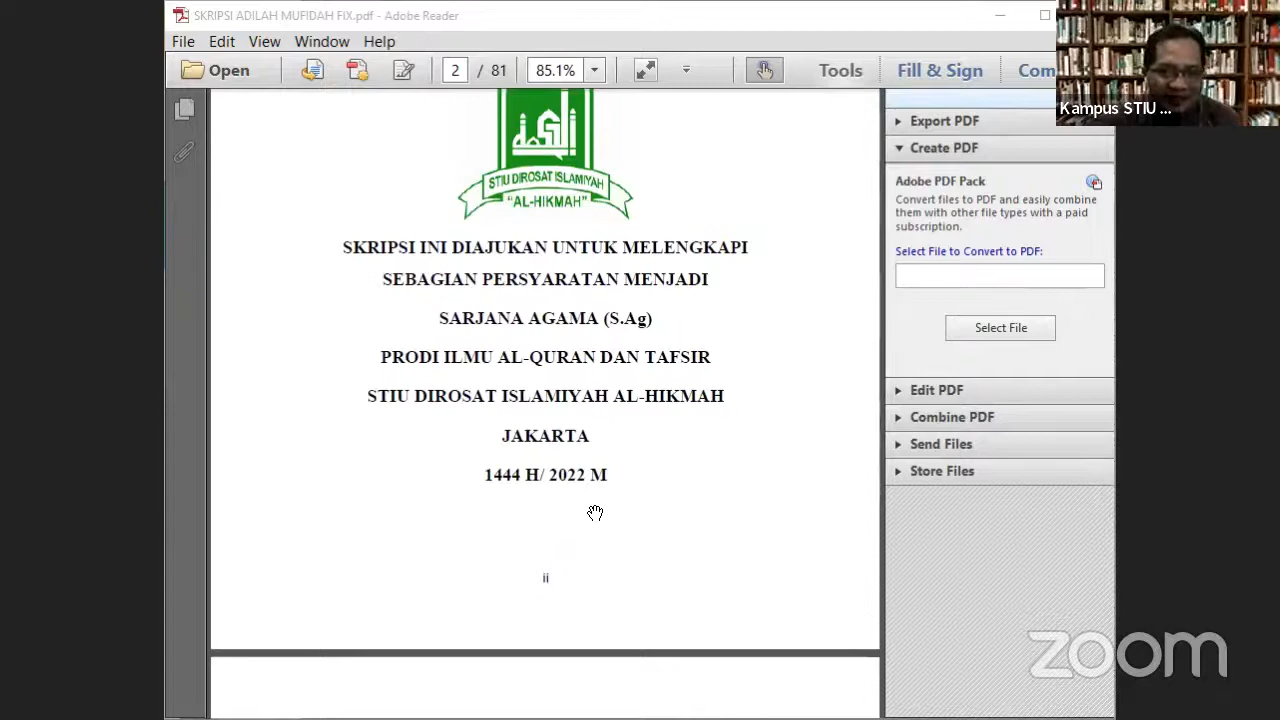 SKRIPSI ADILAH MUFIDAH FIX.pdf - Adobe Reader
File Edit View Window Help
Open 2 / 81 85.1% Tools Fill & Sign Com
Kampus STIU ...
STIU DIROSAT ISLAMIYAH
"AL-HIKMAH"
SKRIPSI INI DIAJUKAN UNTUK MELENGKAPI
SEBAGIAN PERSYARATAN MENJADI
SARJANA AGAMA (S.Ag)
PRODI ILMU AL-QURAN DAN TAFSIR
STIU DIROSAT ISLAMIYAH AL-HIKMAH
JAKARTA
1444 H/ 2022 M
ii
Export PDF
Create PDF
Adobe PDF Pack
Convert files to PDF and easily combine
them with other file types with a paid
subscription.
Select File to Convert to PDF:
Select File
Edit PDF
Combine PDF
Send Files
Store Files
zoom